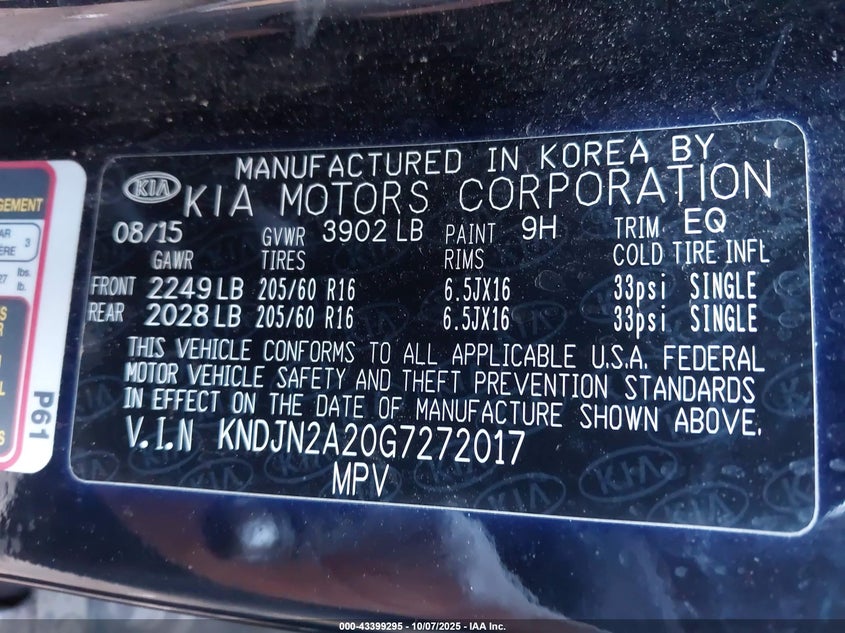 MANUFACTURED IN KOREA BY
KIA KIA MOTORS CORPORATION
08/15 GVWR 3902 LB PAINT 9H TRIM EQ
GAWR TIRES RIMS COLD TIRE INFL
FRONT 2249 LB 205/60 R16 6.5JX16 33psi SINGLE
REAR 2028 LB 205/60 R16 6.5JX16 33psi SINGLE
THIS VEHICLE CONFORMS TO ALL APPLICABLE U.S.A. FEDERAL
MOTOR VEHICLE SAFETY AND THEFT PREVENTION STANDARDS
IN EFFECT ON THE DATE OF MANUFACTURE SHOWN ABOVE.
V.I.N KNDJN2A20G7272017
MPV
3
lbs.
lb.
P61
000-43399295 - 10/07/2025 - IAA Inc.